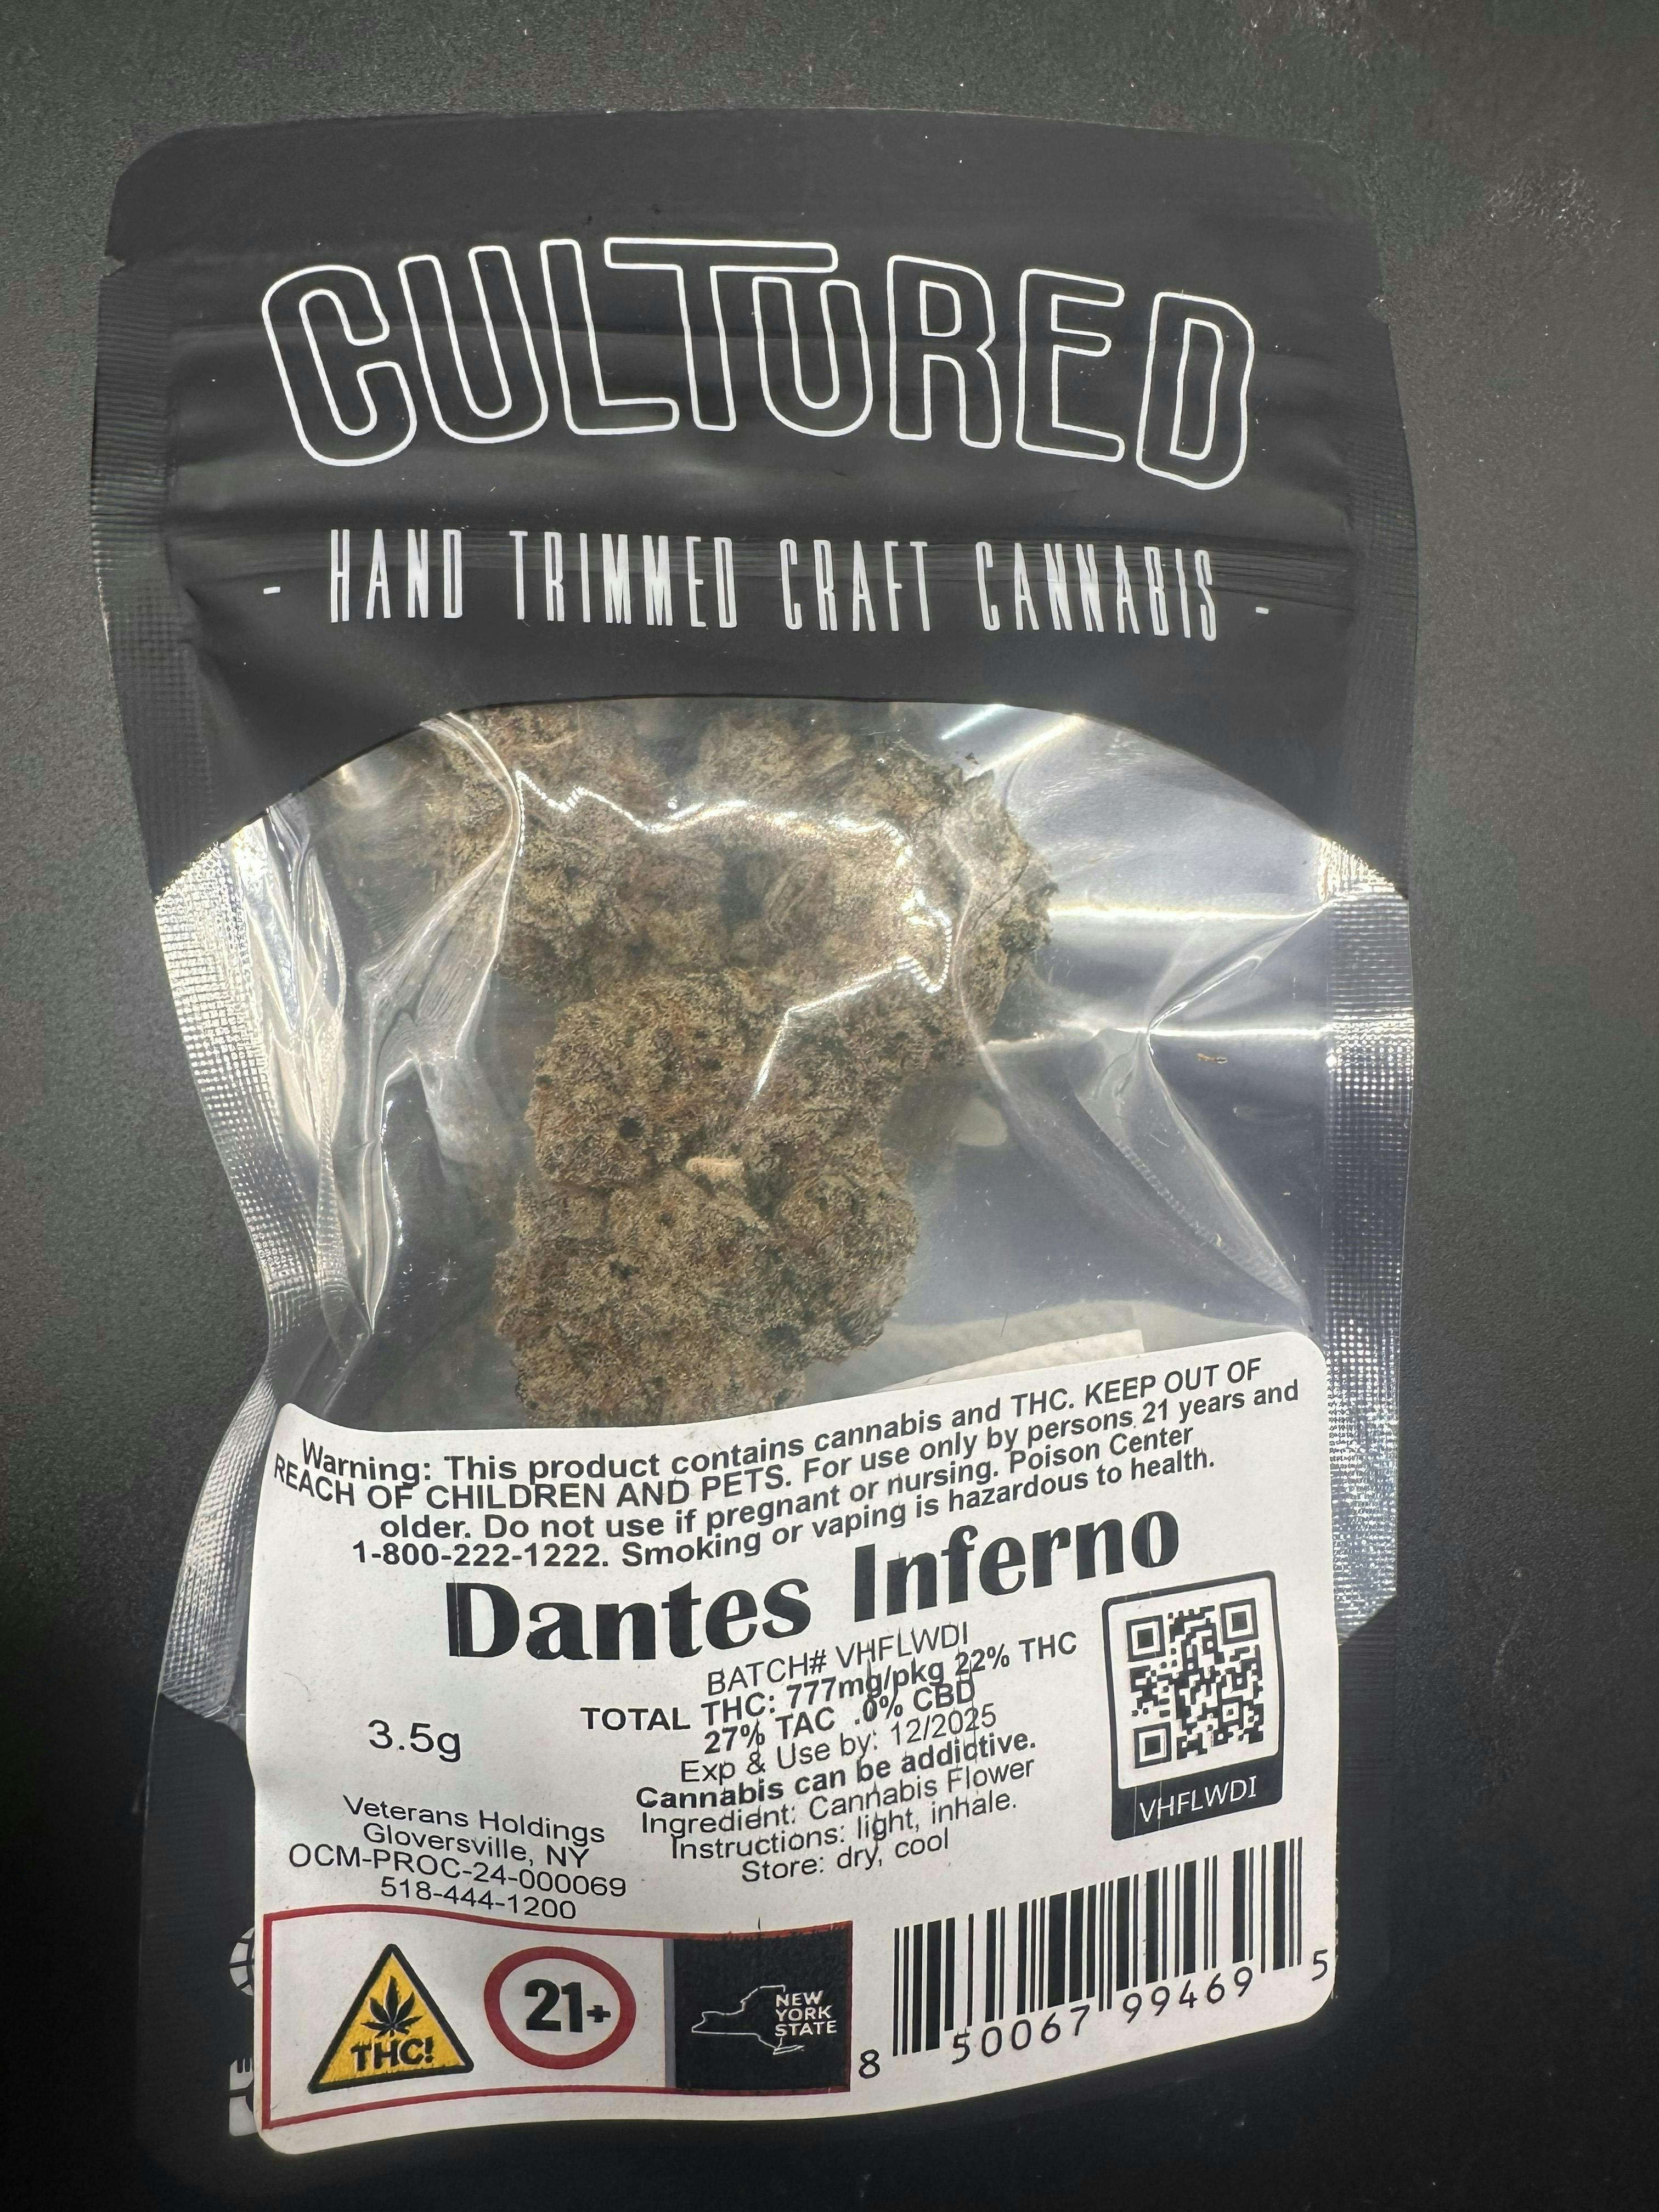 CULTURED
- HAND TRIMMED CRAFT CANNABIS -
Warning: This product contains cannabis and THC. KEEP OUT OF
REACH OF CHILDREN AND PETS. For use only by persons 21 years and
older. Do not use if pregnant or nursing. Poison Center
1-800-222-1222. Smoking or vaping is hazardous to health.
Dantes Inferno
BATCH# VHFLWDI
TOTAL THC: 777mg/pkg 22% THC
27% TAC .0% CBD
Exp & Use by: 12/2025
Cannabis can be addictive.
Ingredient: Cannabis Flower
Instructions: light, inhale.
Store: dry, cool
3.5g
Veterans Holdings
Gloversville, NY
OCM-PROC-24-000069
518-444-1200
VHFLWDI
THC!
21+
NEW
YORK
STATE
8 50067 99469 5